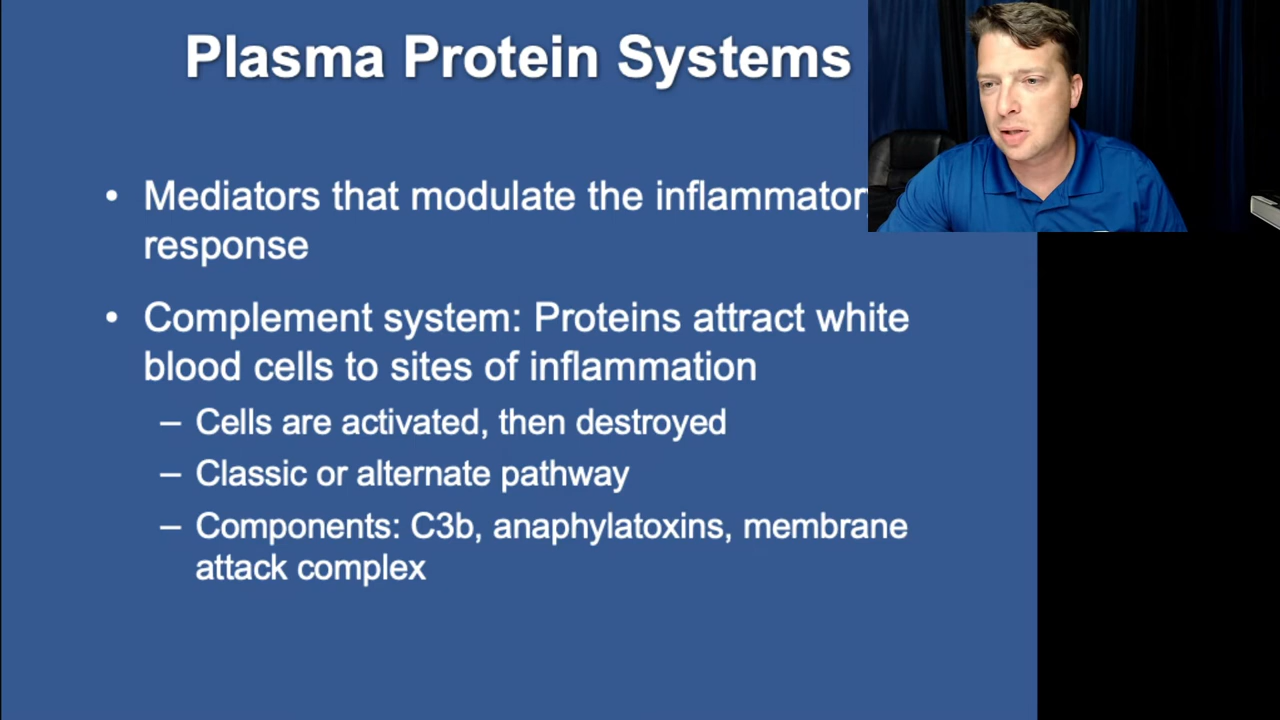 Plasma Protein Systems
• Mediators that modulate the inflammator
response
• Complement system: Proteins attract white
blood cells to sites of inflammation
– Cells are activated, then destroyed
– Classic or alternate pathway
– Components: C3b, anaphylatoxins, membrane
attack complex